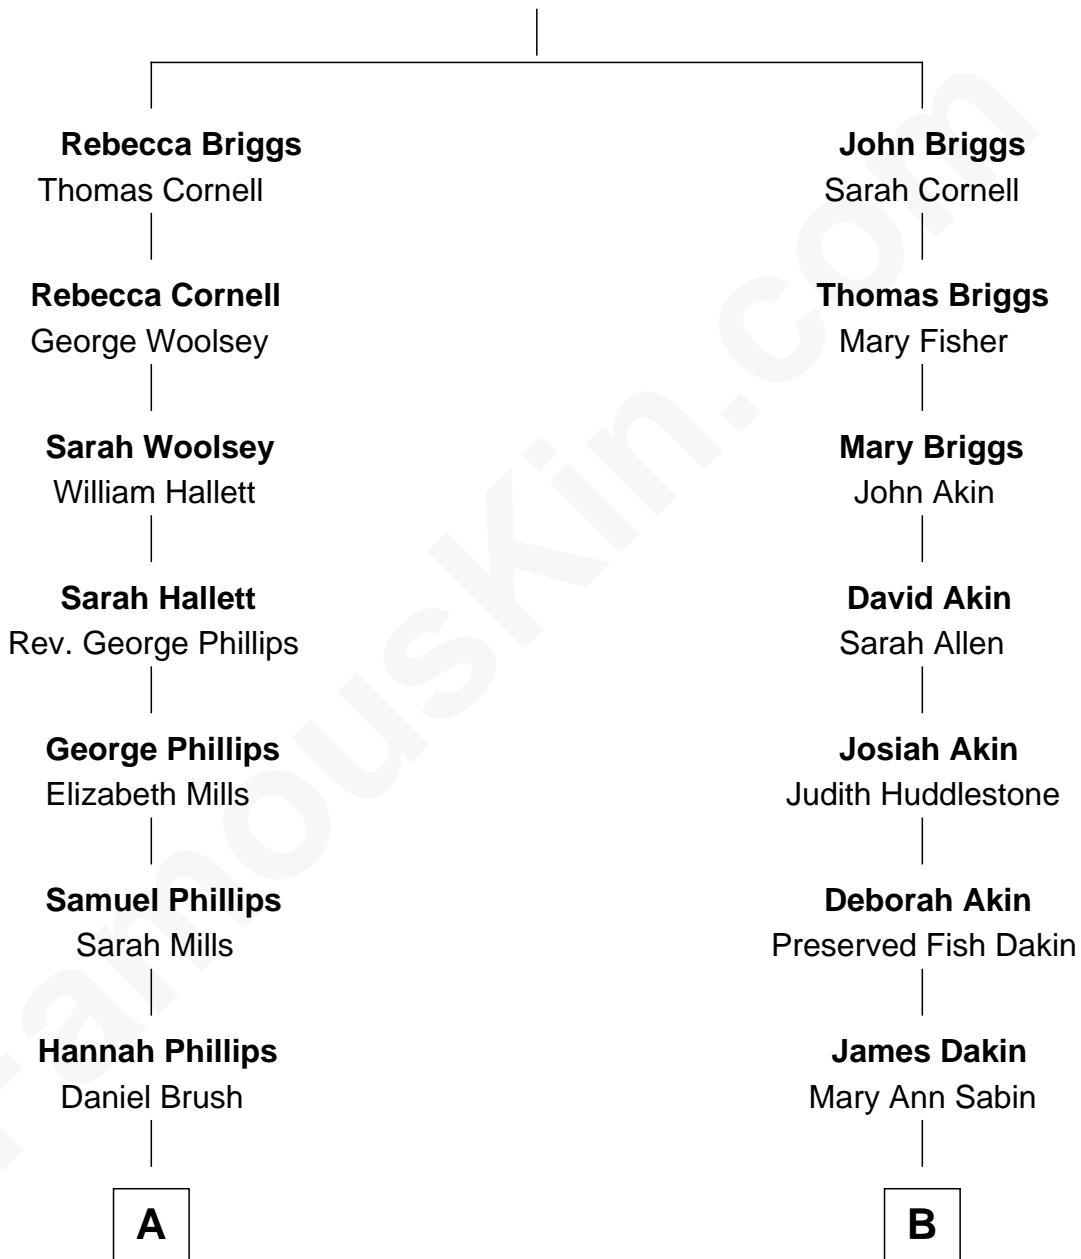 Rebecca Briggs
Thomas Cornell
Rebecca Cornell
George Woolsey
Sarah Woolsey
William Hallett
Sarah Hallett
Rev. George Phillips
George Phillips
Elizabeth Mills
Samuel Phillips
Sarah Mills
Hannah Phillips
Daniel Brush
A
John Briggs
Sarah Cornell
Thomas Briggs
Mary Fisher
Mary Briggs
John Akin
David Akin
Sarah Allen
Josiah Akin
Judith Huddlestone
Deborah Akin
Preserved Fish Dakin
James Dakin
Mary Ann Sabin
B
FamousKin.com